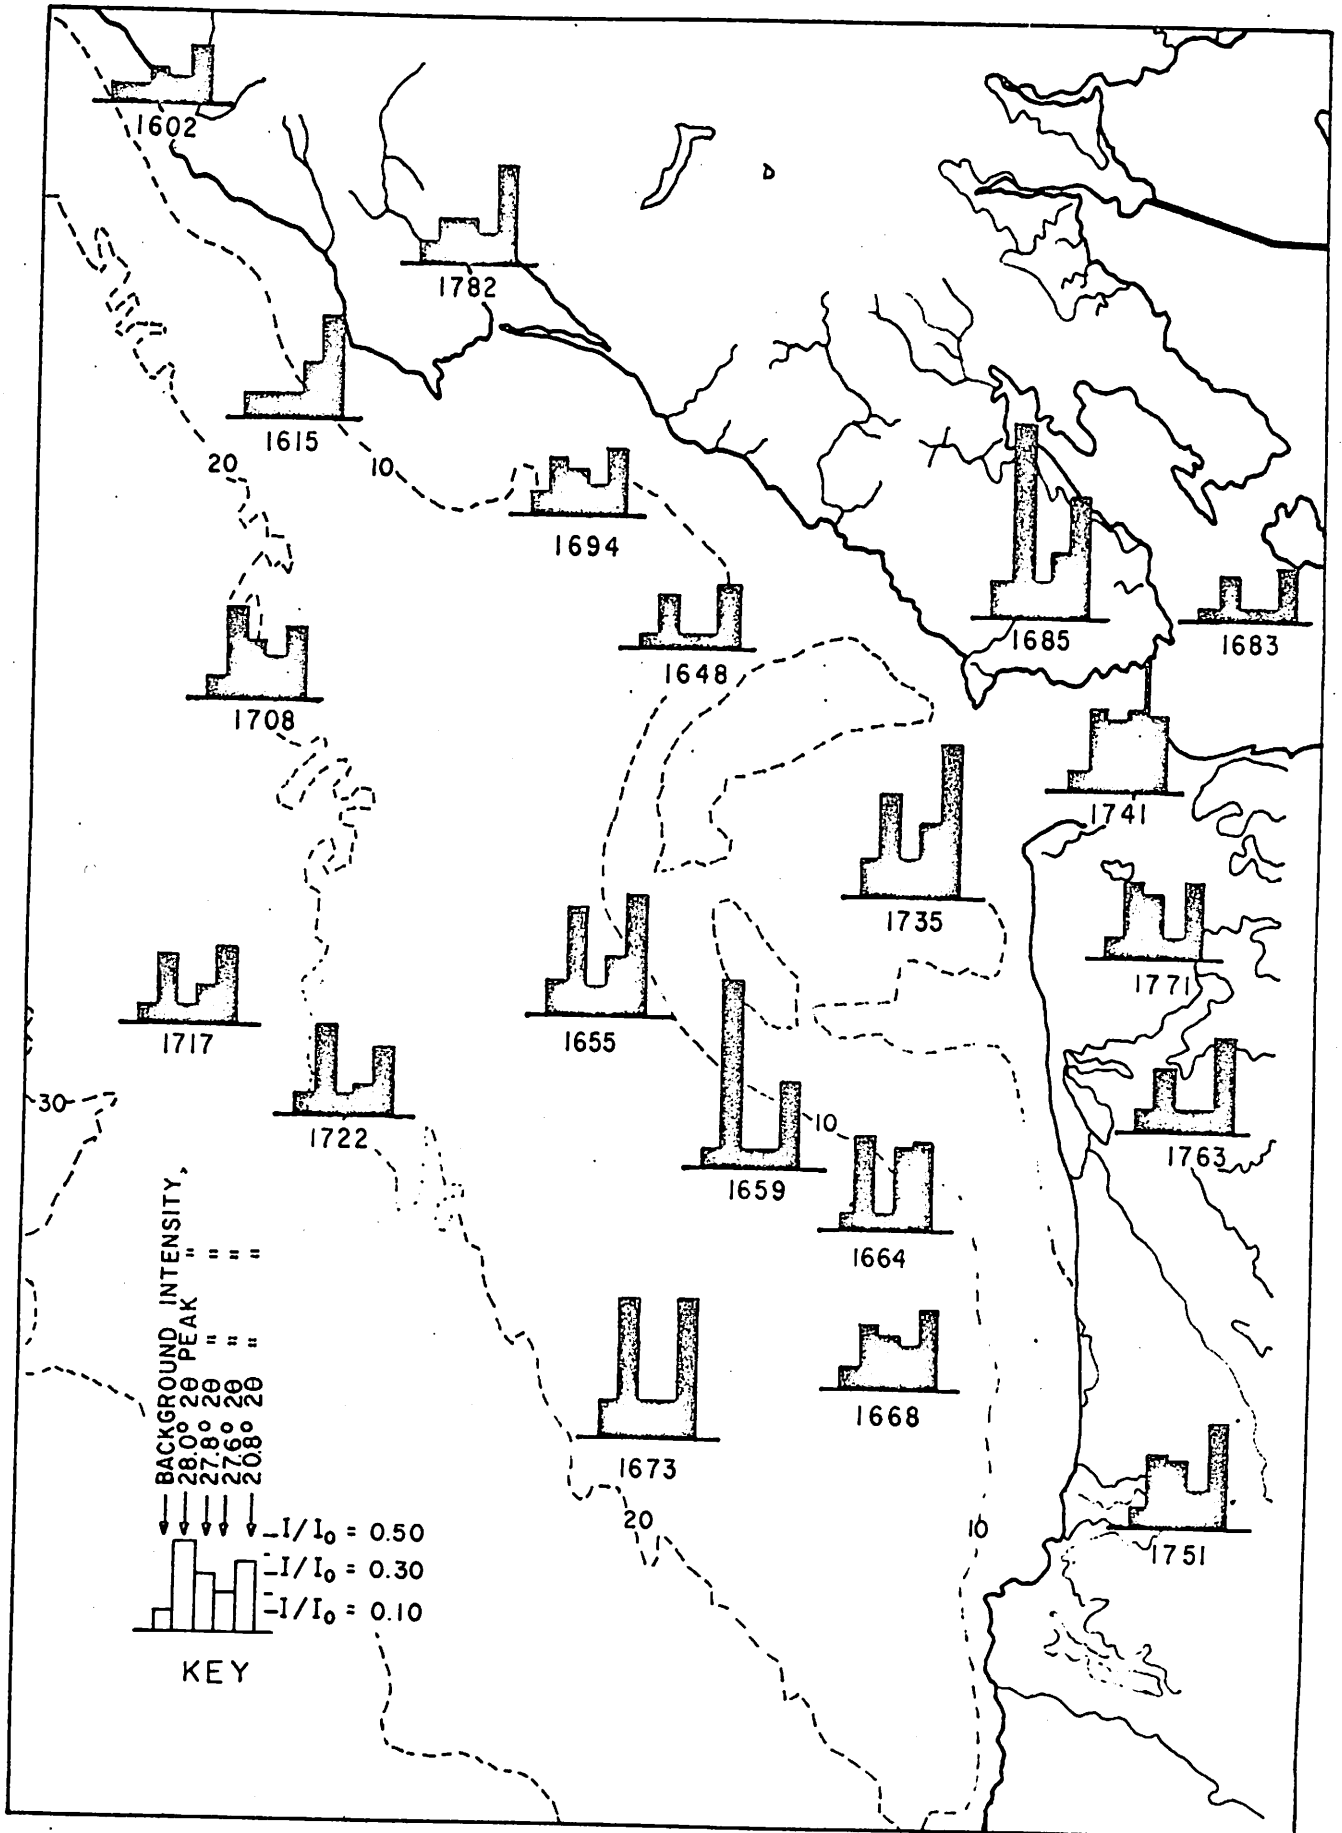 1602
D
1782
1615
20
10
1694
1685
1683
1648
1708
1741
1735
1771
1717
1655
30
1722
10
1659
1763
1664
BACKGROUND INTENSITY,
28.0° 2θ PEAK "
27.8° 2θ " "
27.6° 2θ " "
20.8° 2θ " "
1673
1668
20
10
1751
I/I₀ = 0.50
I/I₀ = 0.30
I/I₀ = 0.10
KEY